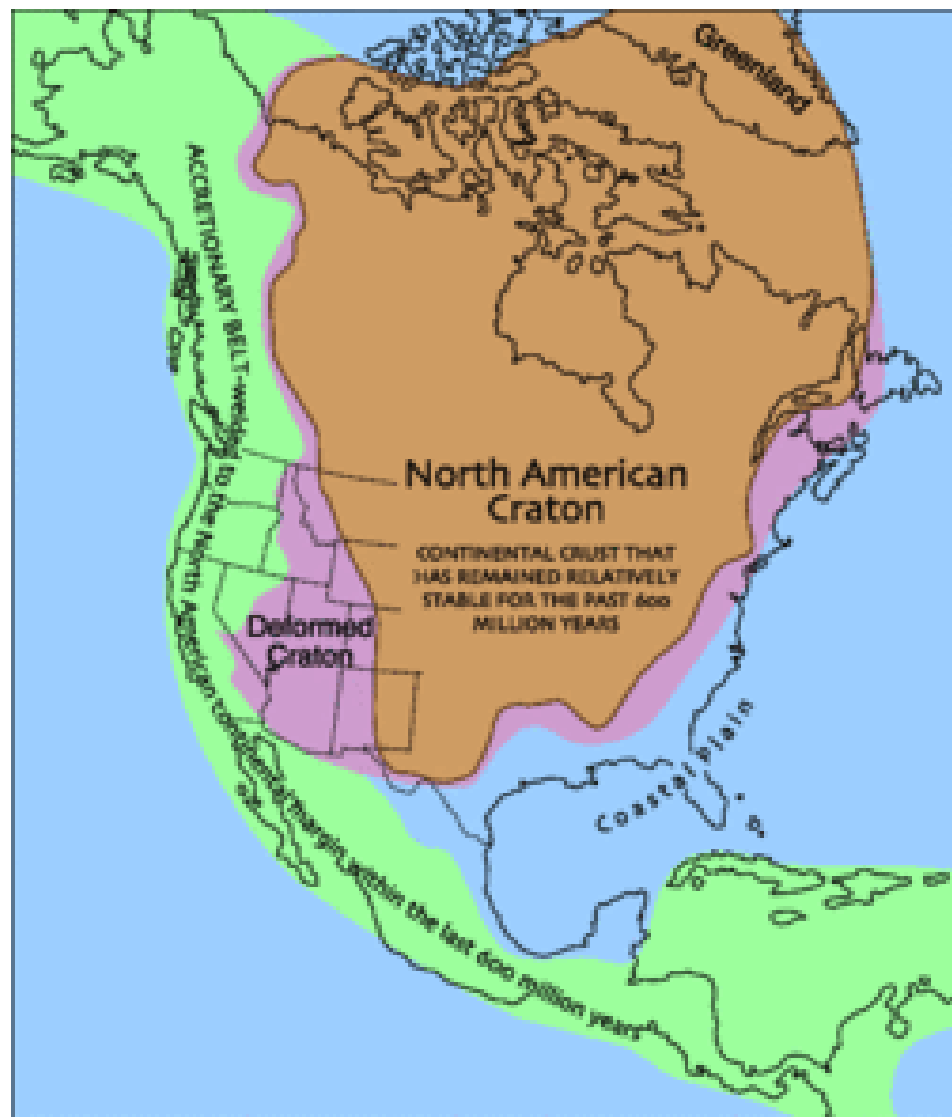 Greenland
ACCRETIONARY BELT-welded to the North American continental margin within the last 600 million years
North American
Craton
CONTINENTAL CRUST THAT
HAS REMAINED RELATIVELY
STABLE FOR THE PAST 600
MILLION YEARS
Deformed
Craton
Coastal Plain